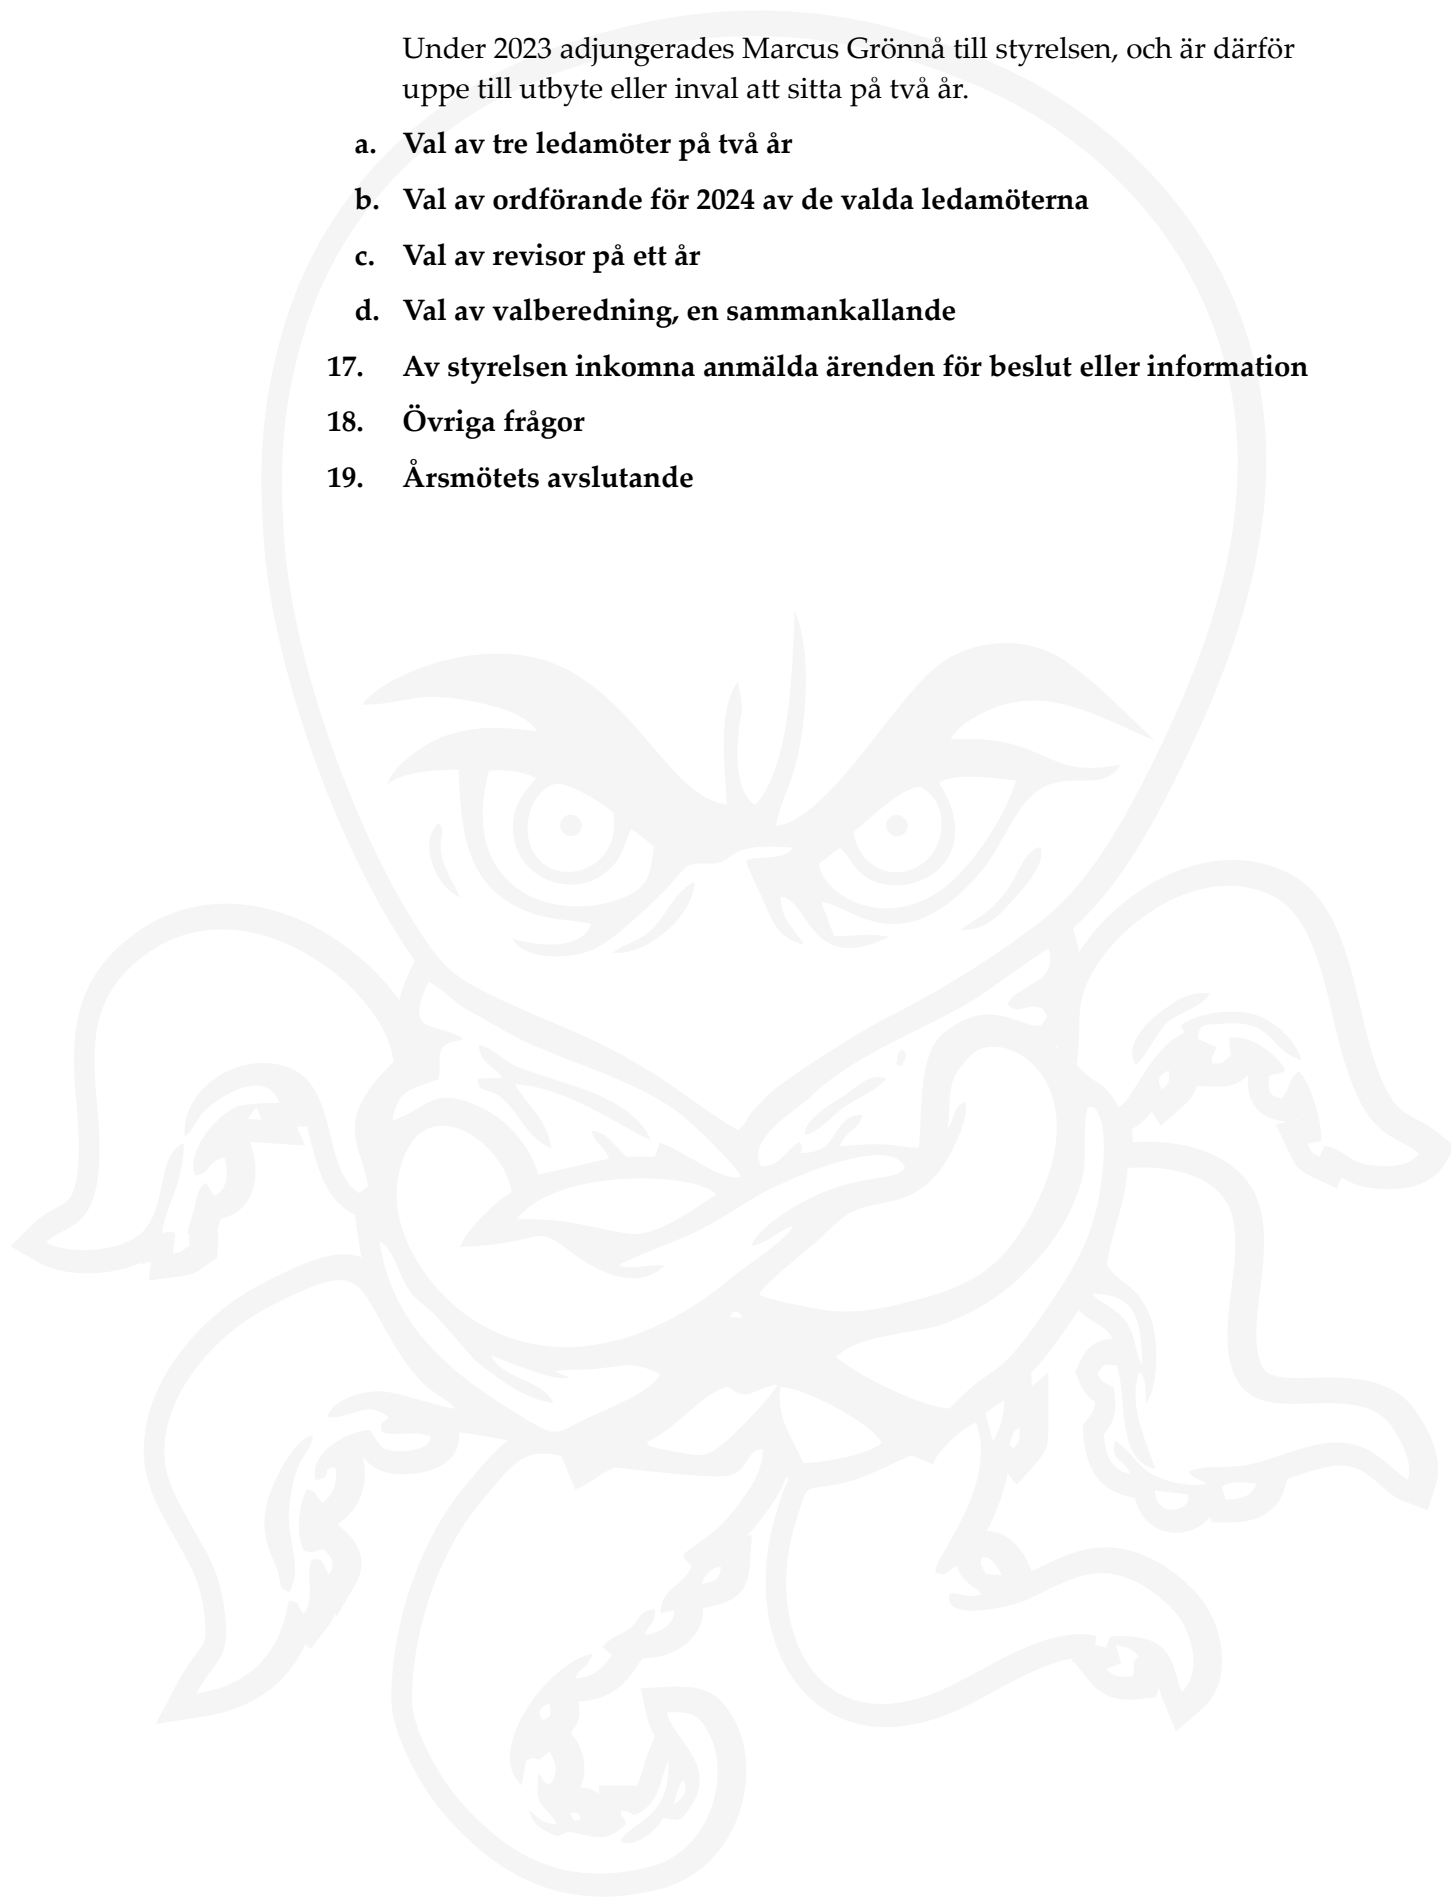 Under 2023 adjungerades Marcus Grönnå till styrelsen, och är därför
uppe till utbyte eller inval att sitta på två år.
a. Val av tre ledamöter på två år
b. Val av ordförande för 2024 av de valda ledamöterna
c. Val av revisor på ett år
d. Val av valberedning, en sammankallande
17. Av styrelsen inkomna anmälda ärenden för beslut eller information
18. Övriga frågor
19. Årsmötets avslutande